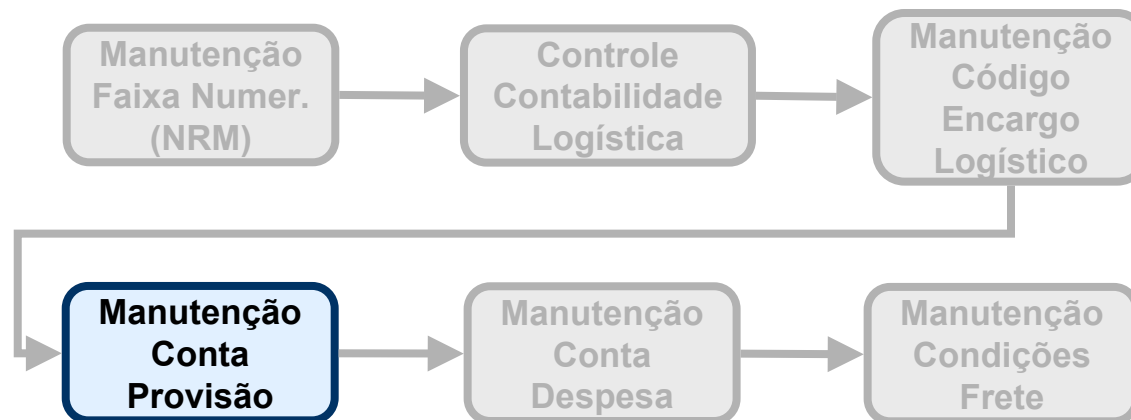 Manutenção
Faixa Numer.
(NRM)
Controle
Contabilidade
Logística
Manutenção
Código
Encargo
Logístico
Manutenção
Conta
Provisão
Manutenção
Conta
Despesa
Manutenção
Condições
Frete